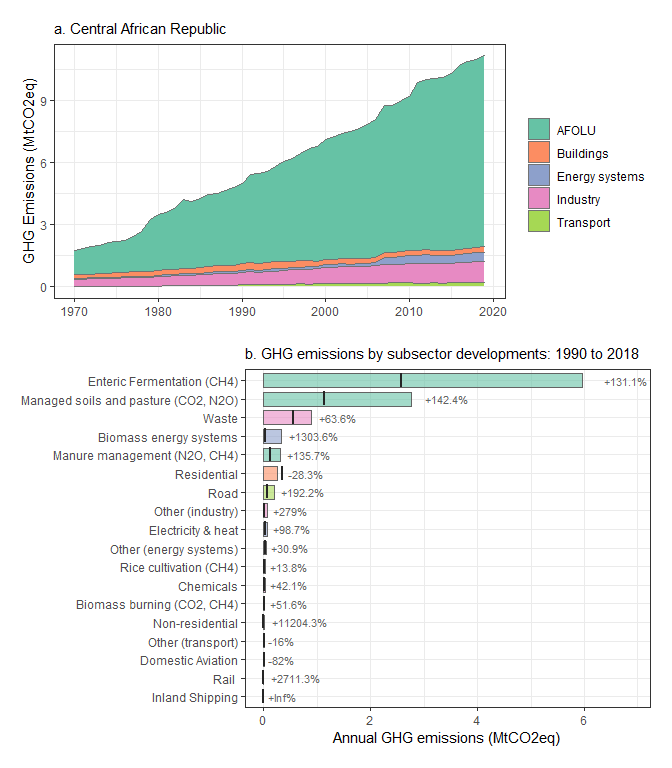 a. Central African Republic
GHG Emissions (MtCO2eq)
9
6
3
0
1970
1980
1990
2000
2010
2020
AFOLU
Buildings
Energy systems
Industry
Transport
b. GHG emissions by subsector developments: 1990 to 2018
Enteric Fermentation (CH4) +131.1%
Managed soils and pasture (CO2, N2O) +142.4%
Waste +63.6%
Biomass energy systems +1303.6%
Manure management (N2O, CH4) +135.7%
Residential -28.3%
Road +192.2%
Other (industry) +279%
Electricity & heat +98.7%
Other (energy systems) +30.9%
Rice cultivation (CH4) +13.8%
Chemicals +42.1%
Biomass burning (CO2, CH4) +51.6%
Non-residential +11204.3%
Other (transport) -16%
Domestic Aviation -82%
Rail +2711.3%
Inland Shipping +Inf%
0
2
4
6
Annual GHG emissions (MtCO2eq)